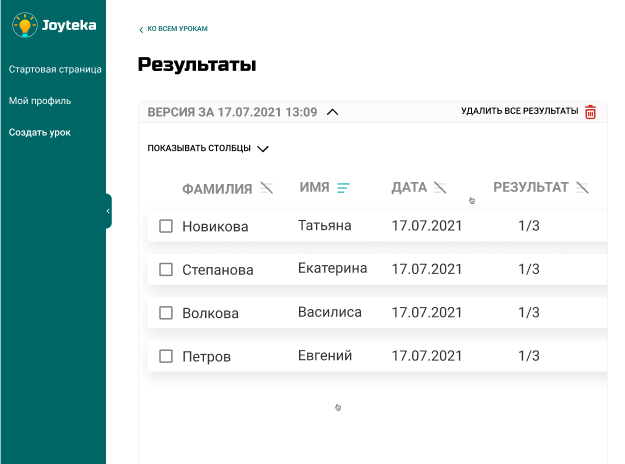 Joyteka
Стартовая страница
Мой профиль
Создать урок
КО ВСЕМ УРОКАМ
Результаты
ВЕРСИЯ ЗА 17.07.2021 13:09
УДАЛИТЬ ВСЕ РЕЗУЛЬТАТЫ
ПОКАЗЫВАТЬ СТОЛБЦЫ
ФАМИЛИЯ ИМЯ ДАТА РЕЗУЛЬТАТ
Новикова Татьяна 17.07.2021 1/3
Степанова Екатерина 17.07.2021 1/3
Волкова Василиса 17.07.2021 1/3
Петров Евгений 17.07.2021 1/3